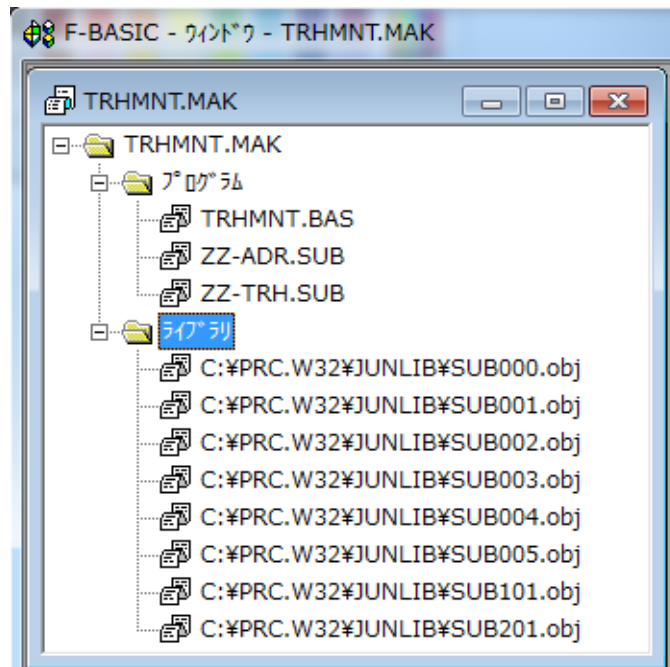 F-BASIC - ｳｨﾝﾄﾞｳ - TRHMNT.MAK
TRHMNT.MAK
TRHMNT.MAK
ﾌﾟﾛｸﾞﾗﾑ
TRHMNT.BAS
ZZ-ADR.SUB
ZZ-TRH.SUB
ﾗｲﾌﾞﾗﾘ
C:¥PRC.W32¥JUNLIB¥SUB000.obj
C:¥PRC.W32¥JUNLIB¥SUB001.obj
C:¥PRC.W32¥JUNLIB¥SUB002.obj
C:¥PRC.W32¥JUNLIB¥SUB003.obj
C:¥PRC.W32¥JUNLIB¥SUB004.obj
C:¥PRC.W32¥JUNLIB¥SUB005.obj
C:¥PRC.W32¥JUNLIB¥SUB101.obj
C:¥PRC.W32¥JUNLIB¥SUB201.obj